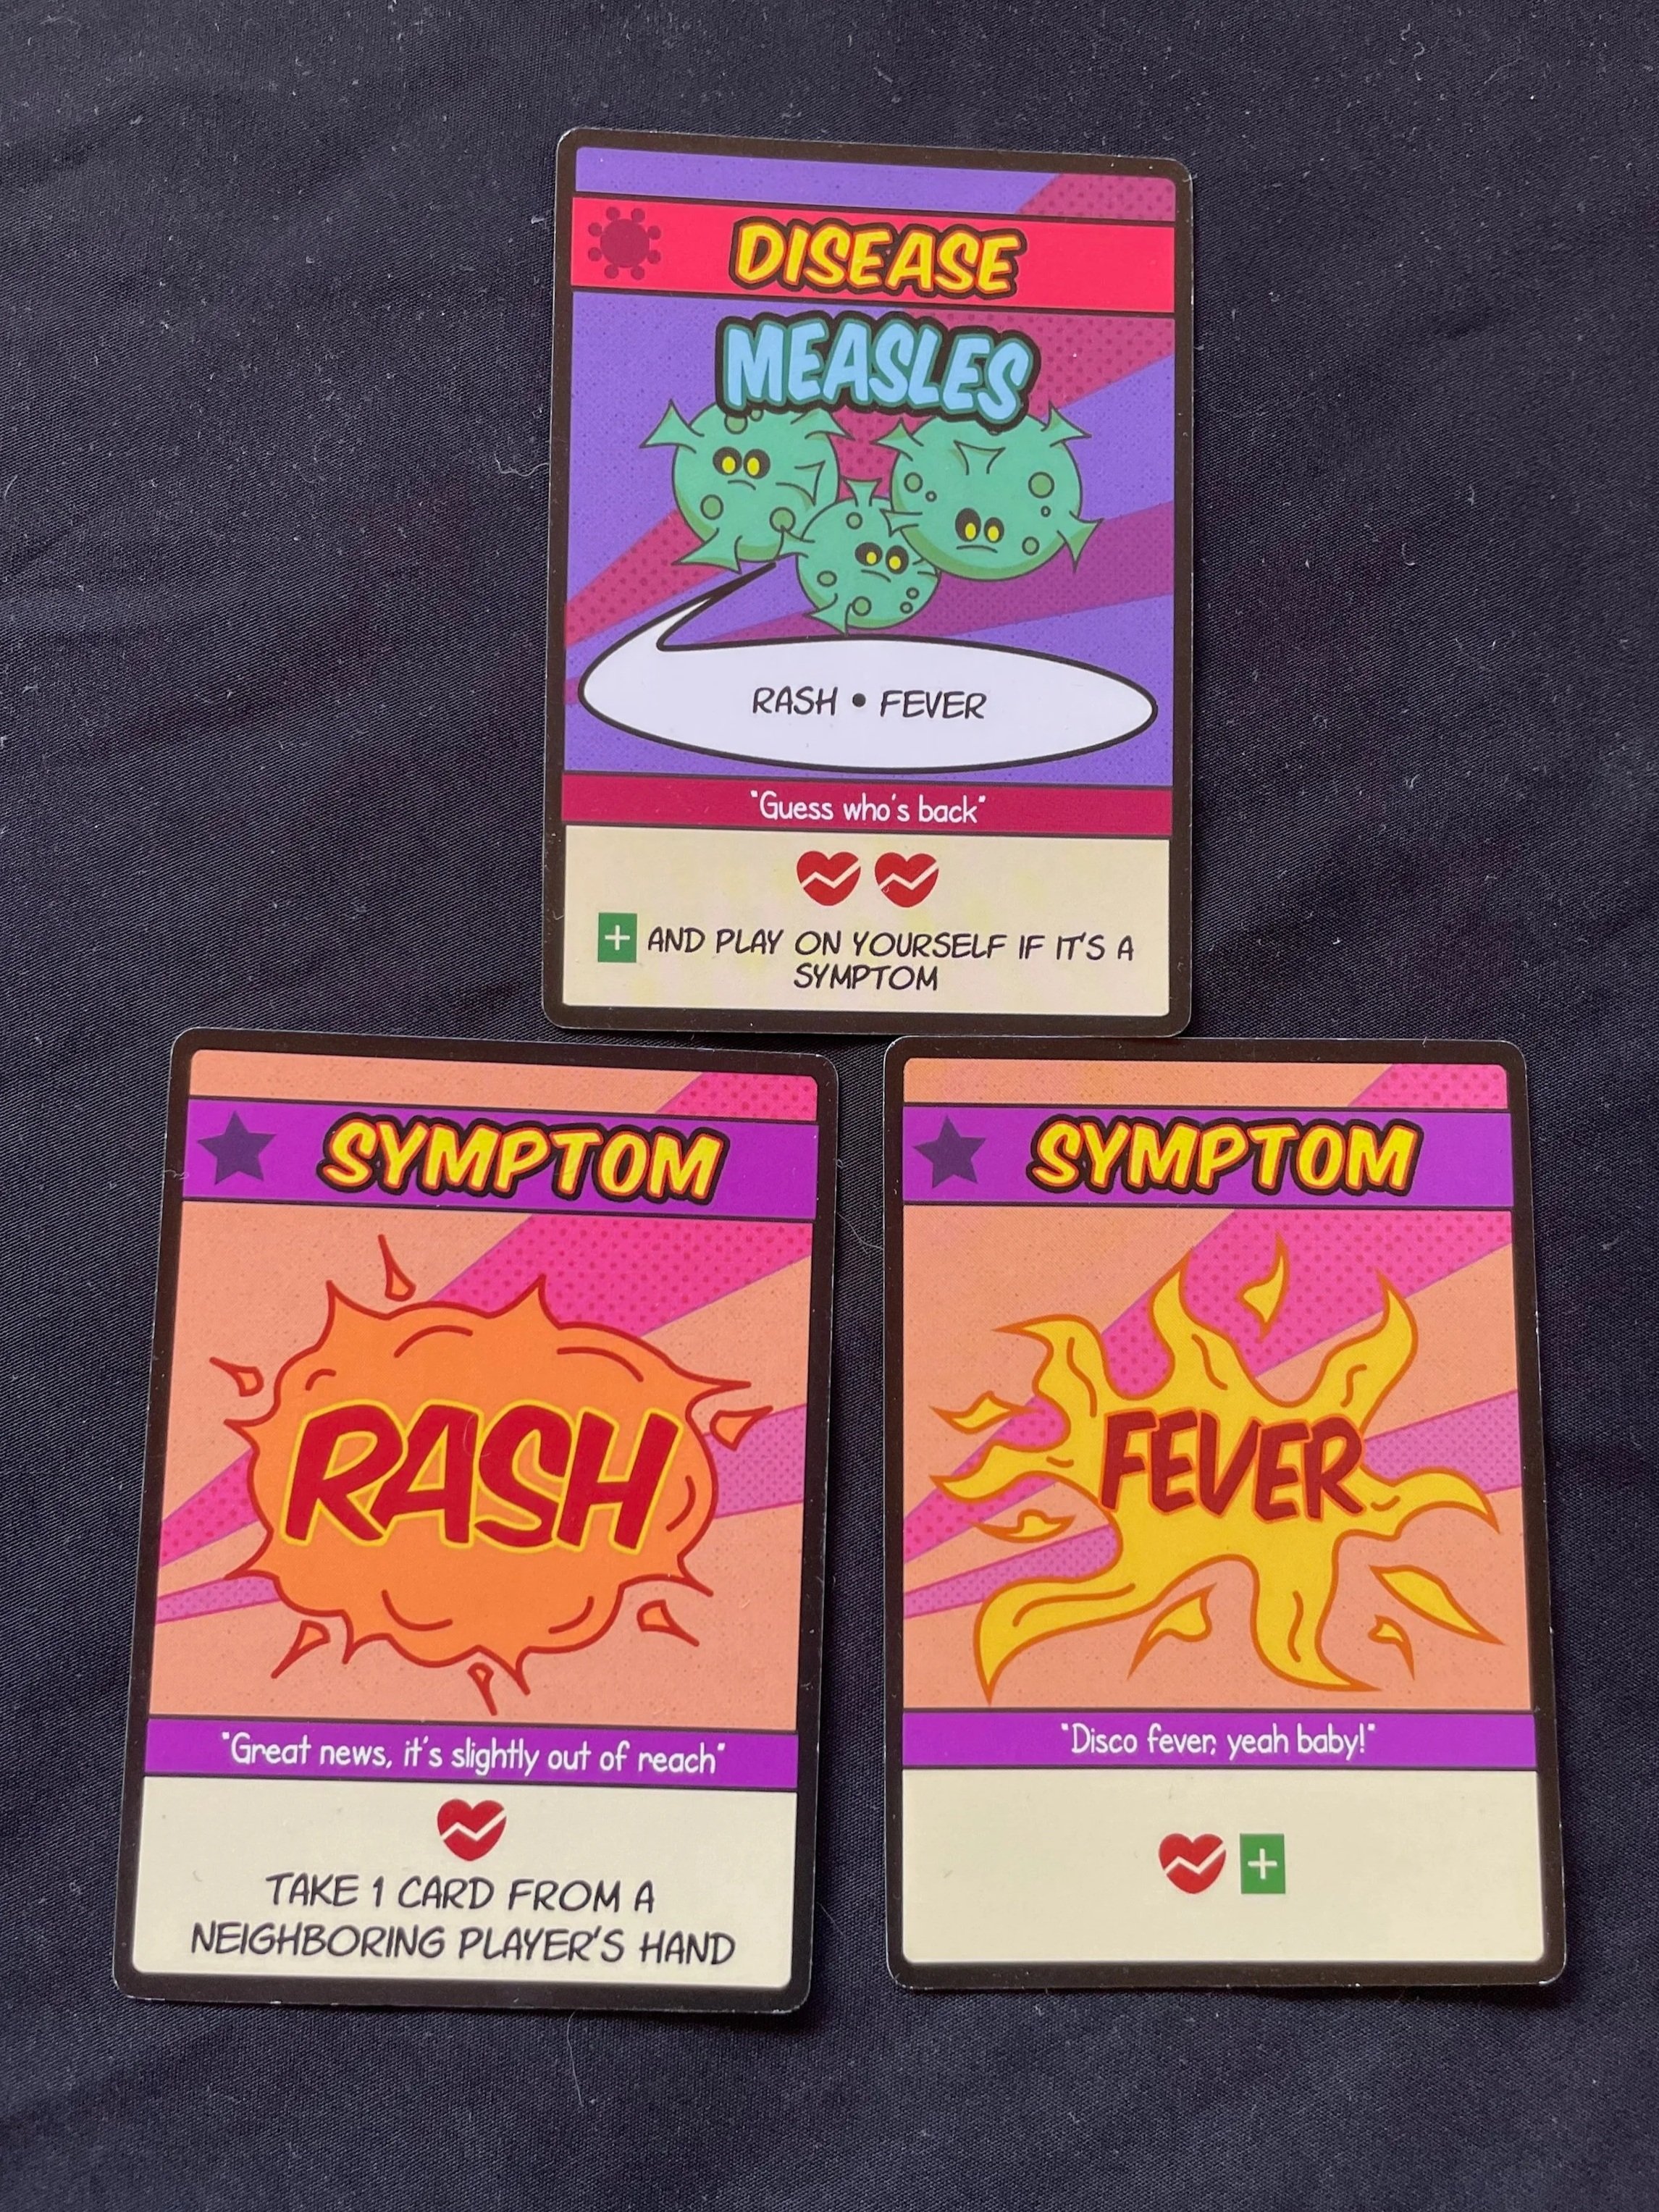 DISEASE
MEASLES
RASH • FEVER
"Guess who's back"
+ AND PLAY ON YOURSELF IF IT'S A
SYMPTOM
SYMPTOM
RASH
"Great news, it's slightly out of reach"
TAKE 1 CARD FROM A
NEIGHBORING PLAYER'S HAND
SYMPTOM
FEVER
"Disco fever, yeah baby!"
+